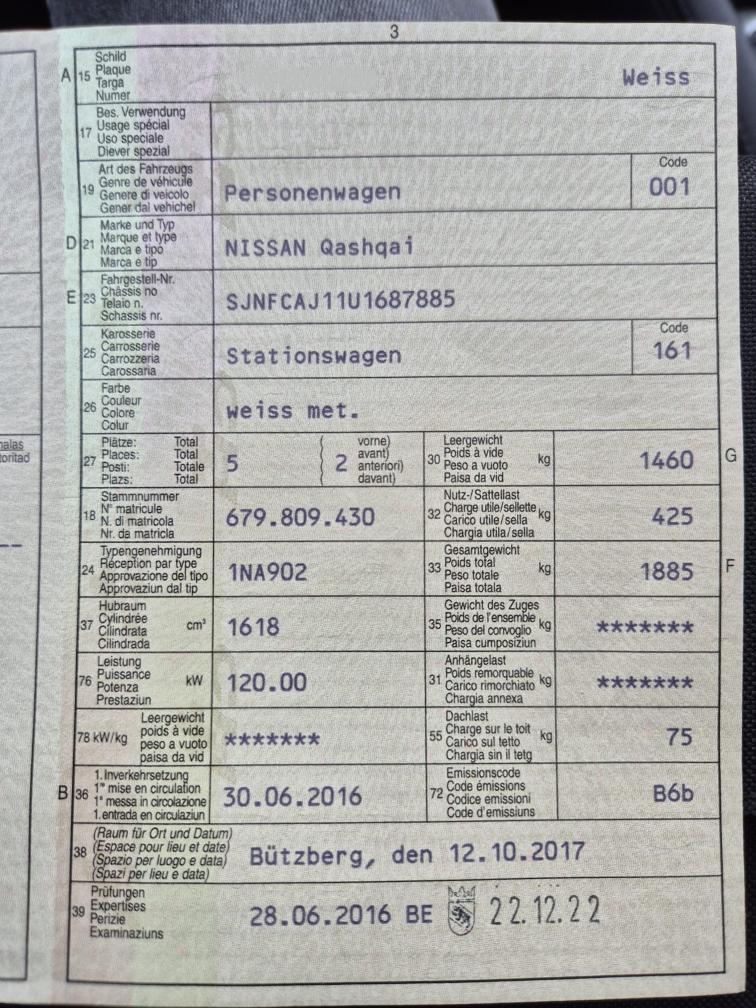 3
A 15 Schild
Plaque
Targa
Numer
Weiss
17 Bes. Verwendung
Usage spécial
Uso speciale
Diever spezial
19 Art des Fahrzeugs
Genre de véhicule
Genere di veicolo
Gener dal vehichel
Personenwagen
Code
001
D 21 Marke und Typ
Marque et type
Marca e tipo
Marca e tip
NISSAN Qashqai
E 23 Fahrgestell-Nr.
Châssis no
Telaio n.
Schassis nr.
SJNFCAJ11U1687885
25 Karosserie
Carrosserie
Carrozzeria
Carossaria
Stationswagen
Code
161
26 Farbe
Couleur
Colore
Colur
weiss met.
27 Plätze: Total
Places: Total
Posti: Totale
Plazs: Total
5
2
vorne)
avant)
anteriori)
davant)
30 Leergewicht
Poids à vide
Peso a vuoto
Paisa da vid
kg
1460
G
18 Stammnummer
N° matricule
N. di matricola
Nr. da matricla
679.809.430
32 Nutz-/Sattellast
Charge utile/sellette
Carico utile/sella
Chargia utila/sella
kg
425
24 Typengenehmigung
Réception par type
Approvazione del tipo
Approvaziun dal tip
1NA902
33 Gesamtgewicht
Poids total
Peso totale
Paisa totala
kg
1885
F
37 Hubraum
Cylindrée
Cilindrata
Cilindrada
cm³
1618
35 Gewicht des Zuges
Poids de l'ensemble
Peso del convoglio
Paisa cumposiziun
kg
*******
76 Leistung
Puissance
Potenza
Prestaziun
kW
120.00
31 Anhängelast
Poids remorquable
Carico rimorchiato
Chargia annexa
kg
*******
78 kW/kg
Leergewicht
poids à vide
peso a vuoto
paisa da vid
*******
55 Dachlast
Charge sur le toit
Carico sul tetto
Chargia sin il tetg
kg
75
B 36 1. Inverkehrsetzung
1re mise en circulation
1a messa in circolazione
1. entrada en circulaziun
30.06.2016
72 Emissionscode
Code émissions
Codice emissioni
Code d'emissiuns
B6b
38 (Raum für Ort und Datum)
(Espace pour lieu et date)
(Spazio per luogo e data)
(Spazi per lieu e data)
Bützberg, den 12.10.2017
39 Prüfungen
Expertises
Perizie
Examinaziuns
28.06.2016 BE 22.12.22